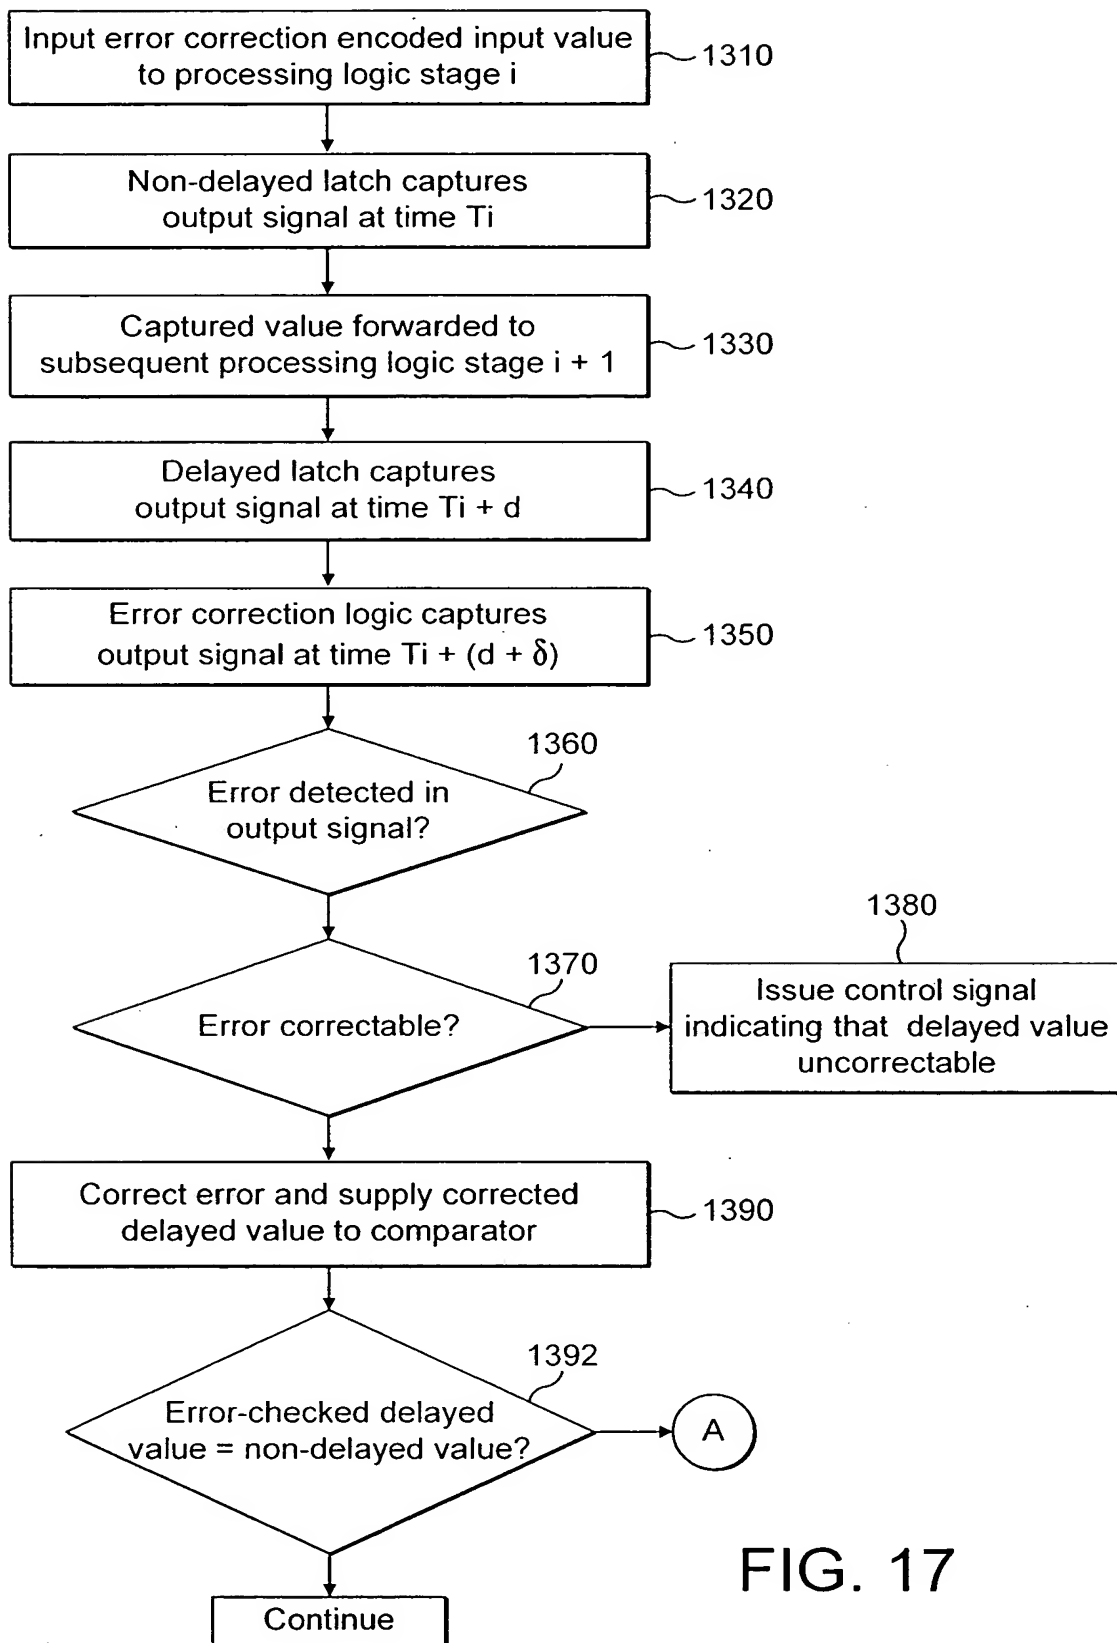 Input error correction encoded input value
to processing logic stage i
1310
Non-delayed latch captures
output signal at time Ti
1320
Captured value forwarded to
subsequent processing logic stage i + 1
1330
Delayed latch captures
output signal at time Ti + d
1340
Error correction logic captures
output signal at time Ti + (d + δ)
1350
1360
Error detected in
output signal?
1370
Error correctable?
1380
Issue control signal
indicating that delayed value
uncorrectable
Correct error and supply corrected
delayed value to comparator
1390
1392
Error-checked delayed
value = non-delayed value?
A
Continue
FIG. 17